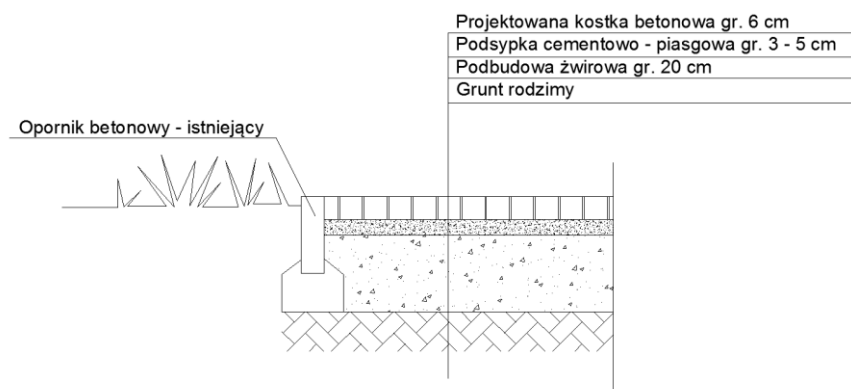 Projektowana kostka betonowa gr. 6 cm
Podsypka cementowo - piasgowa gr. 3 - 5 cm
Podbudowa żwirowa gr. 20 cm
Grunt rodzimy
Opornik betonowy - istniejący